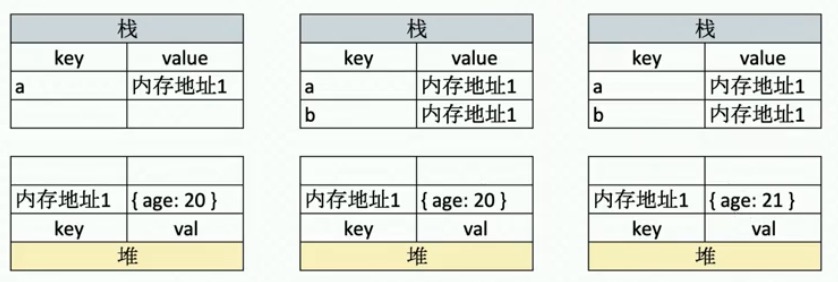 栈 栈 栈
key value key value key value
a 内存地址1 a 内存地址1 a 内存地址1
b 内存地址1 b 内存地址1
内存地址1 { age: 20 } 内存地址1 { age: 20 } 内存地址1 { age: 21 }
key val key val key val
堆 堆 堆